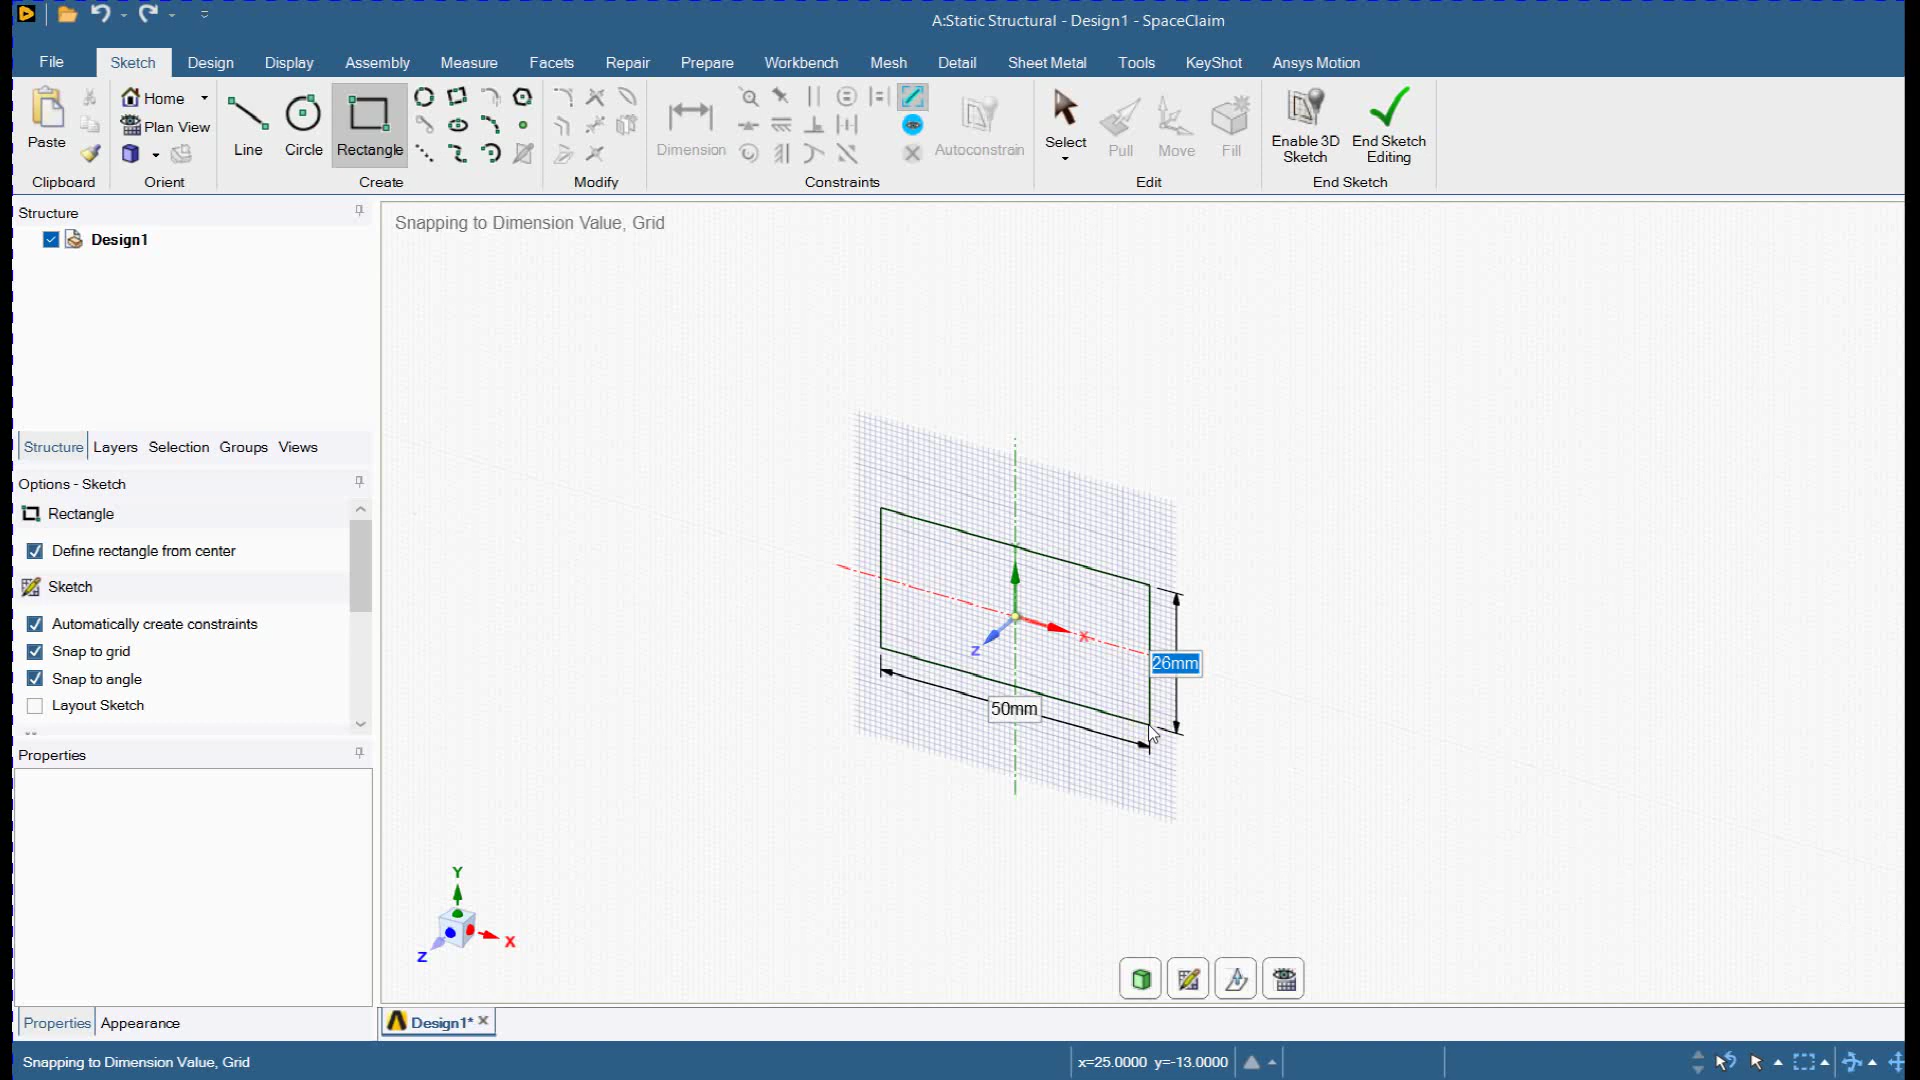 A:Static Structural - Design1 - SpaceClaim
File Sketch Design Display Assembly Measure Facets Repair Prepare Workbench Mesh Detail Sheet Metal Tools KeyShot Ansys Motion
Paste
Home
Plan View
Line
Circle
Rectangle
Dimension
Autoconstrain
Select
Pull
Move
Fill
Enable 3D
Sketch
End Sketch
Editing
Clipboard
Orient
Create
Modify
Constraints
Edit
End Sketch
Structure
Design1
Structure Layers Selection Groups Views
Options - Sketch
Rectangle
Define rectangle from center
Sketch
Automatically create constraints
Snap to grid
Snap to angle
Layout Sketch
Properties
Properties Appearance
Snapping to Dimension Value, Grid
X
Z
26mm
50mm
Y
X
Z
Design1*
Snapping to Dimension Value, Grid
x=25.0000 y=-13.0000